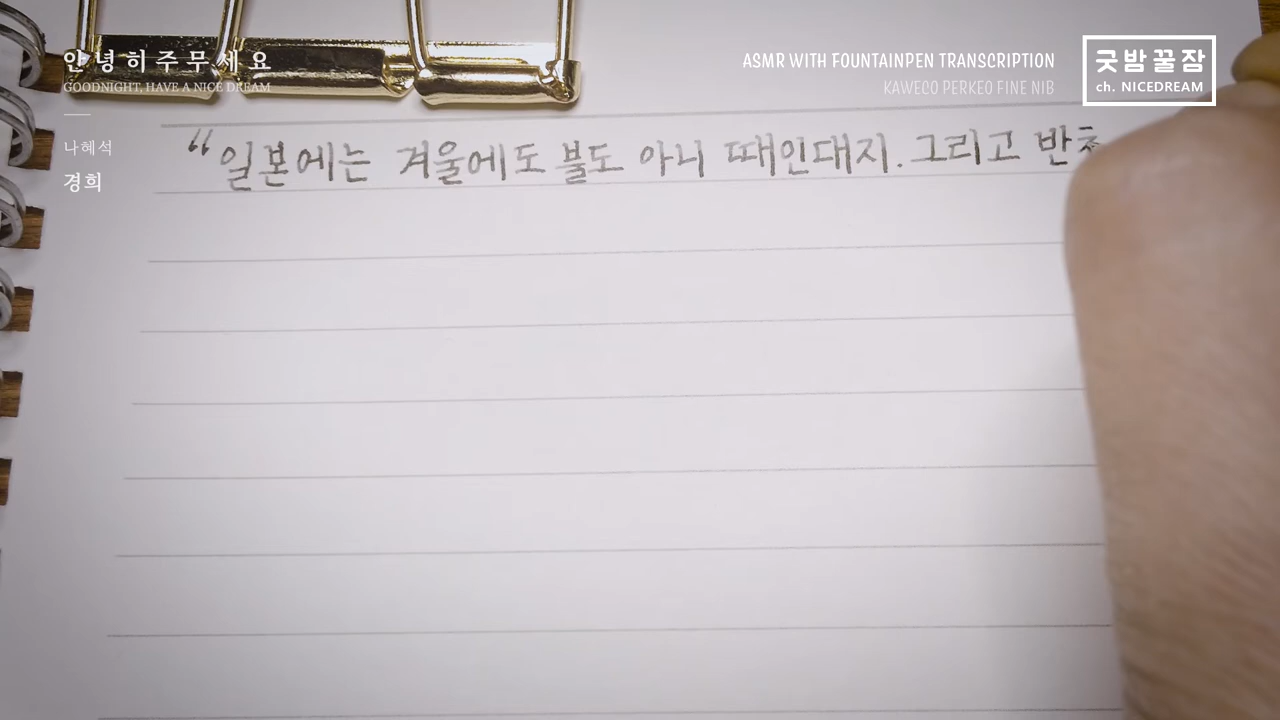 안녕히주무세요
GOODNIGHT, HAVE A NICE DREAM
나혜석
경희
ASMR WITH FOUNTAINPEN TRANSCRIPTION
KAWECO PERKEO FINE NIB
굿밤꿀잠
ch. NICEDREAM
“일본에는 겨울에도 불도 아니 때인대지. 그리고 반